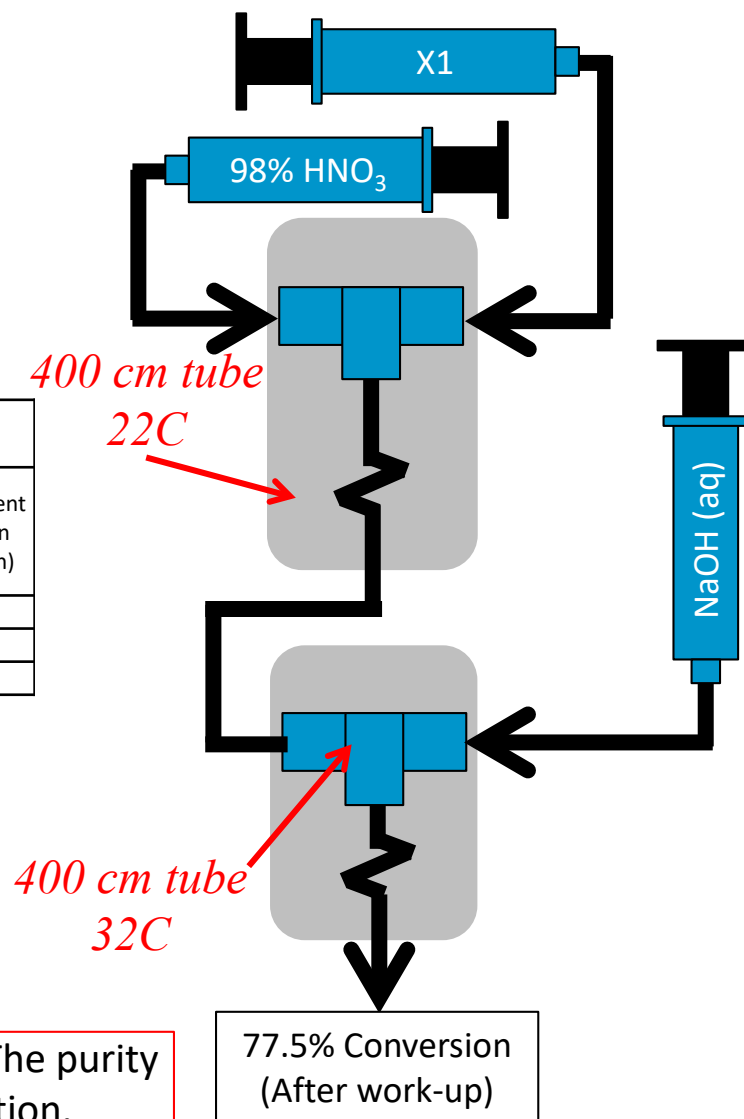 X1
98% HNO₃
400 cm tube
22C
ent
n
n)
NaOH (aq)
400 cm tube
32C
The purity
tion.
77.5% Conversion
(After work-up)